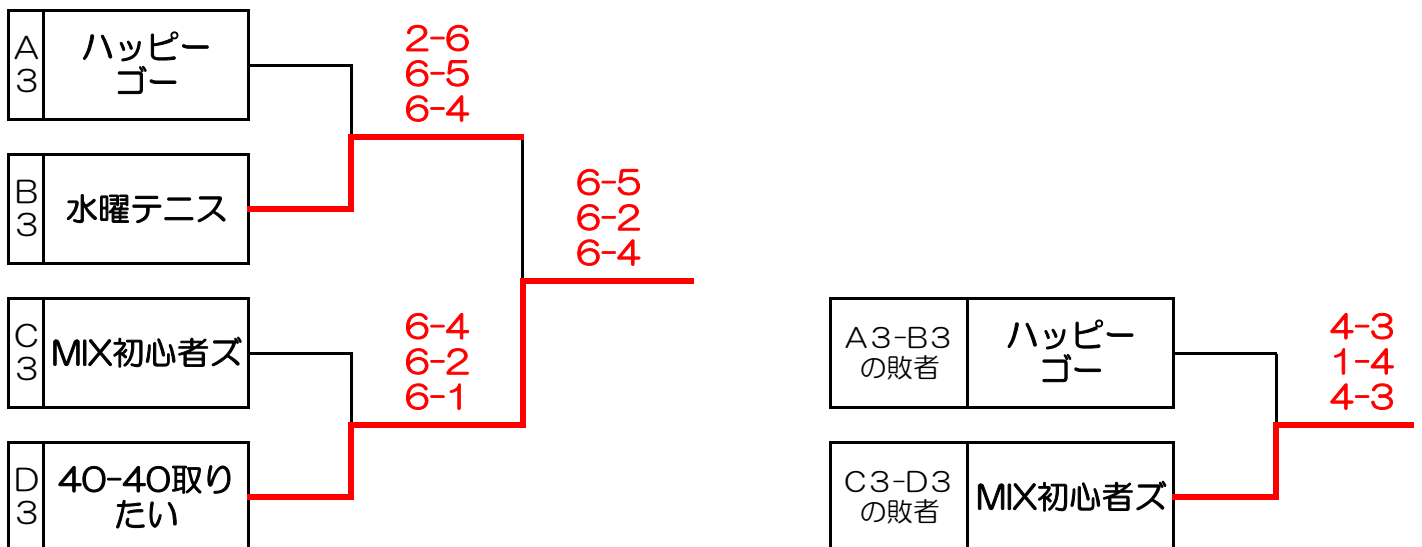 A
3
ハッピー
ゴー
2-6
6-5
6-4
B
3
水曜テニス
6-5
6-2
6-4
C
3
MIX初心者ズ
6-4
6-2
6-1
D
3
40-40取り
たい
A3-B3
の敗者
ハッピー
ゴー
4-3
1-4
4-3
C3-D3
の敗者
MIX初心者ズ